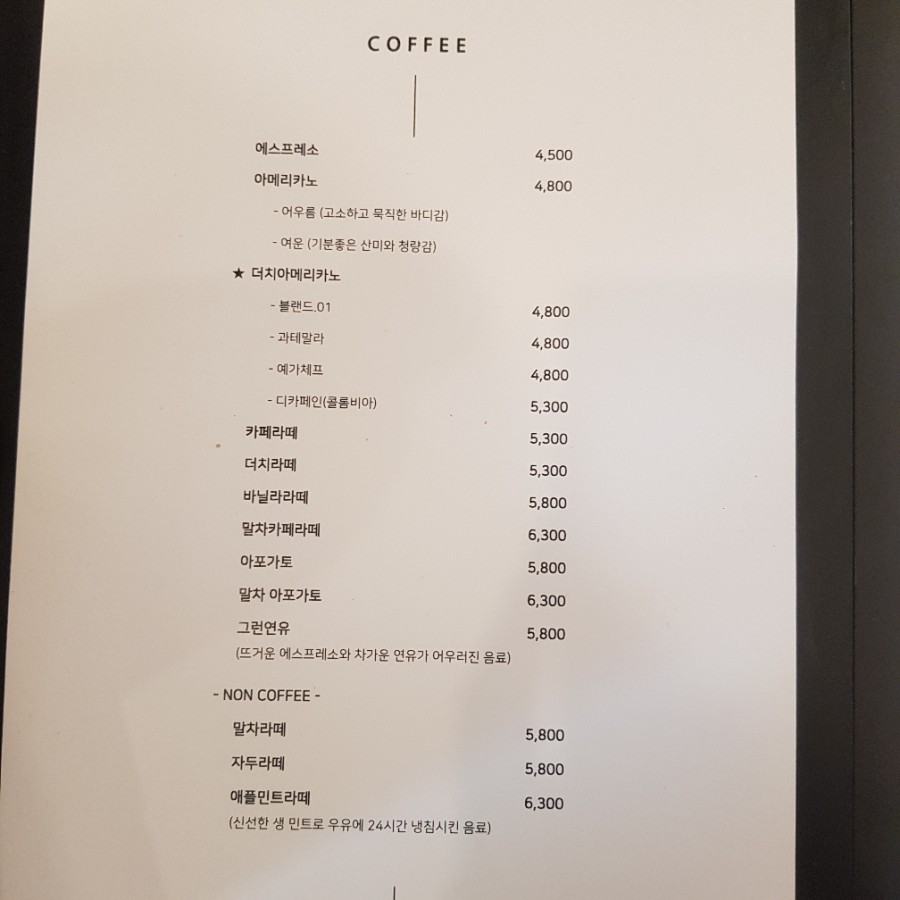 COFFEE
에스프레소 4,500
아메리카노 4,800
- 어우름 (고소하고 묵직한 바디감)
- 여운 (기분좋은 산미와 청량감)
★ 더치아메리카노
- 블랜드.01 4,800
- 과테말라 4,800
- 예가체프 4,800
- 디카페인(콜롬비아) 5,300
카페라떼 5,300
더치라떼 5,300
바닐라라떼 5,800
말차카페라떼 6,300
아포가토 5,800
말차 아포가토 6,300
그런연유 5,800
(뜨거운 에스프레소와 차가운 연유가 어우러진 음료)
- NON COFFEE -
말차라떼 5,800
자두라떼 5,800
애플민트라떼 6,300
(신선한 생 민트로 우유에 24시간 냉침시킨 음료)